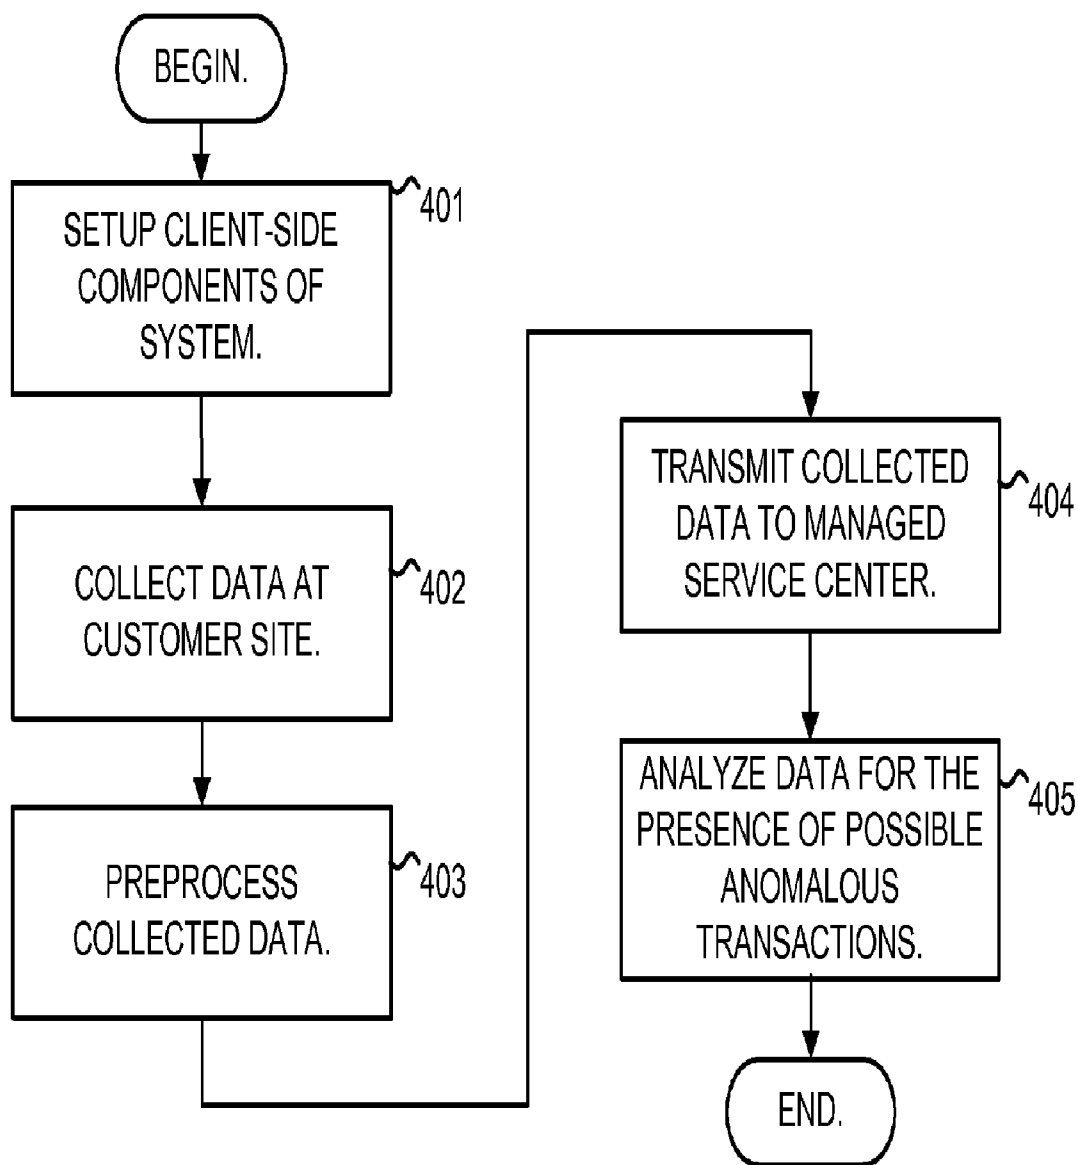 BEGIN.
401
SETUP CLIENT-SIDE
COMPONENTS OF
SYSTEM.
402
COLLECT DATA AT
CUSTOMER SITE.
403
PREPROCESS
COLLECTED DATA.
404
TRANSMIT COLLECTED
DATA TO MANAGED
SERVICE CENTER.
405
ANALYZE DATA FOR THE
PRESENCE OF POSSIBLE
ANOMALOUS
TRANSACTIONS.
END.